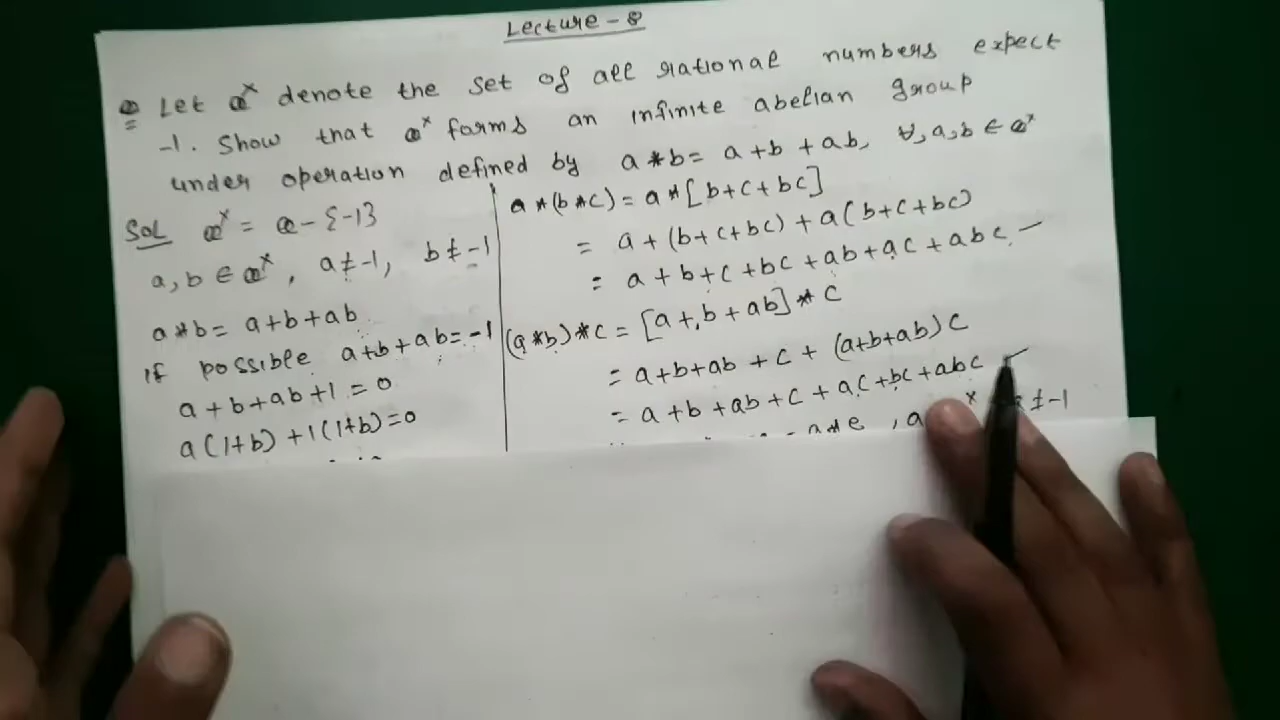 Lecture - 8
Q Let Q^x denote the set of all rational numbers expect
-1. Show that Q^x forms an infinite abelian group
under operation defined by a * b = a + b + ab, ∀, a, b ∈ Q^x
Sol Q^x = Q - {-1}
a, b ∈ Q^x, a ≠ -1, b ≠ -1
a * b = a + b + ab
If possible a + b + ab = -1
a + b + ab + 1 = 0
a(1+b) + 1(1+b) = 0
a * (b * c) = a * [b + c + bc]
= a + (b + c + bc) + a(b + c + bc)
= a + b + c + bc + ab + ac + abc
(a * b) * c = [a + b + ab] * c
= a + b + ab + c + (a + b + ab) c
= a + b + ab + c + ac + bc + abc
, a x ≠ -1